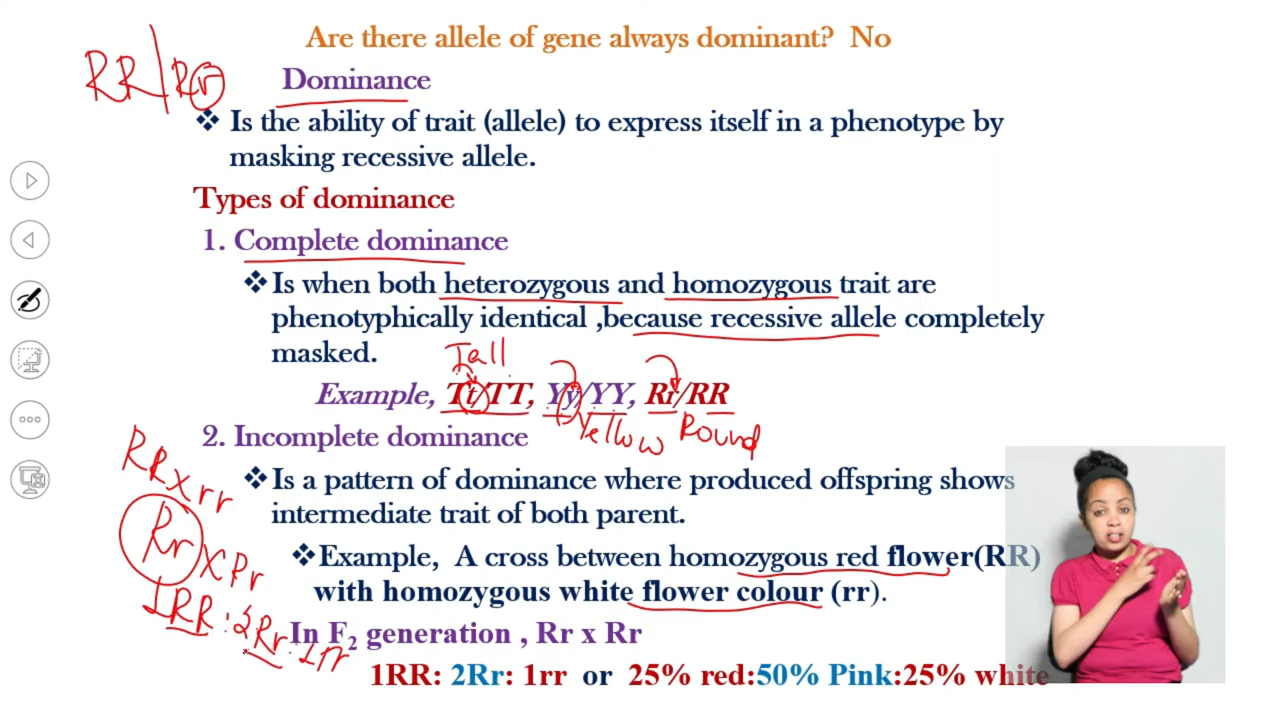 Are there allele of gene always dominant? No
RR/Rr
Dominance
❖ Is the ability of trait (allele) to express itself in a phenotype by
masking recessive allele.
Types of dominance
1. Complete dominance
❖Is when both heterozygous and homozygous trait are
phenotyphically identical ,because recessive allele completely
masked.
Tall
Example, Tt/TT, Yy/YY, Rr/RR
Yellow Round
2. Incomplete dominance
RR x rr
❖Is a pattern of dominance where produced offspring shows
intermediate trait of both parent.
Rr x Rr
❖Example, A cross between homozygous red flower(RR)
with homozygous white flower colour (rr).
1RR : 2Rr : 1rr
In F2 generation , Rr x Rr
1RR: 2Rr: 1rr or 25% red:50% Pink:25% white